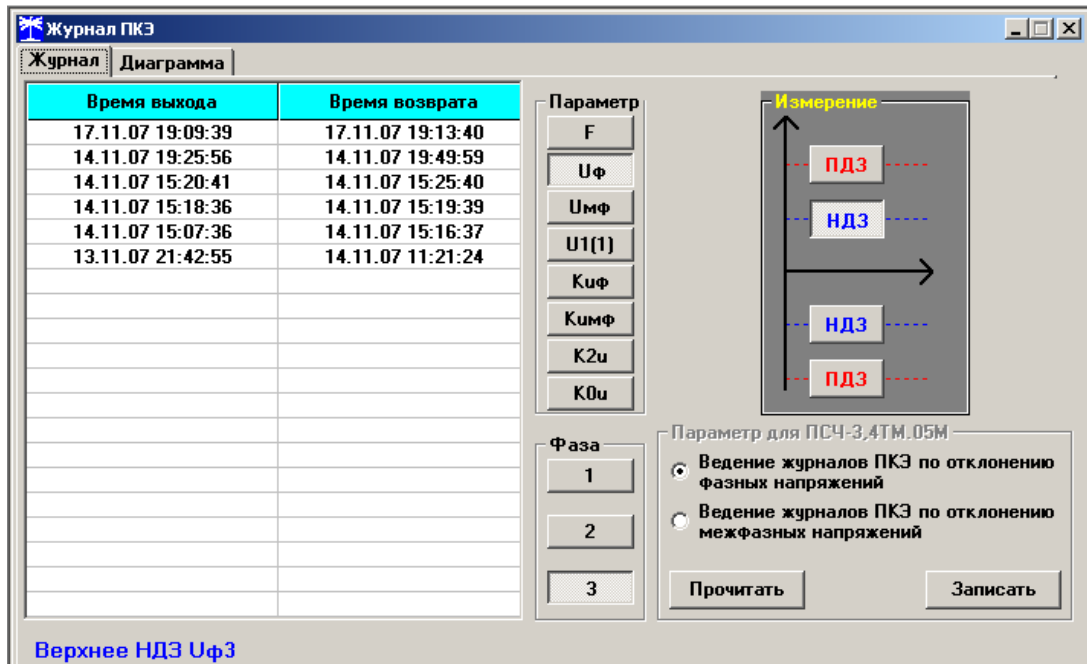 Журнал ПКЭ
Журнал Диаграмма
Время выхода Время возврата
17.11.07 19:09:39 17.11.07 19:13:40
14.11.07 19:25:56 14.11.07 19:49:59
14.11.07 15:20:41 14.11.07 15:25:40
14.11.07 15:18:36 14.11.07 15:19:39
14.11.07 15:07:36 14.11.07 15:16:37
13.11.07 21:42:55 14.11.07 11:21:24
Параметр
F
Uф
Uмф
U1(1)
Kuф
Kuмф
K2u
K0u
Фаза
1
2
3
Измерение
ПДЗ
НДЗ
НДЗ
ПДЗ
Параметр для ПСЧ-3,4ТМ.05М
Ведение журналов ПКЭ по отклонению
фазных напряжений
Ведение журналов ПКЭ по отклонению
межфазных напряжений
Прочитать Записать
Верхнее НДЗ Uф3